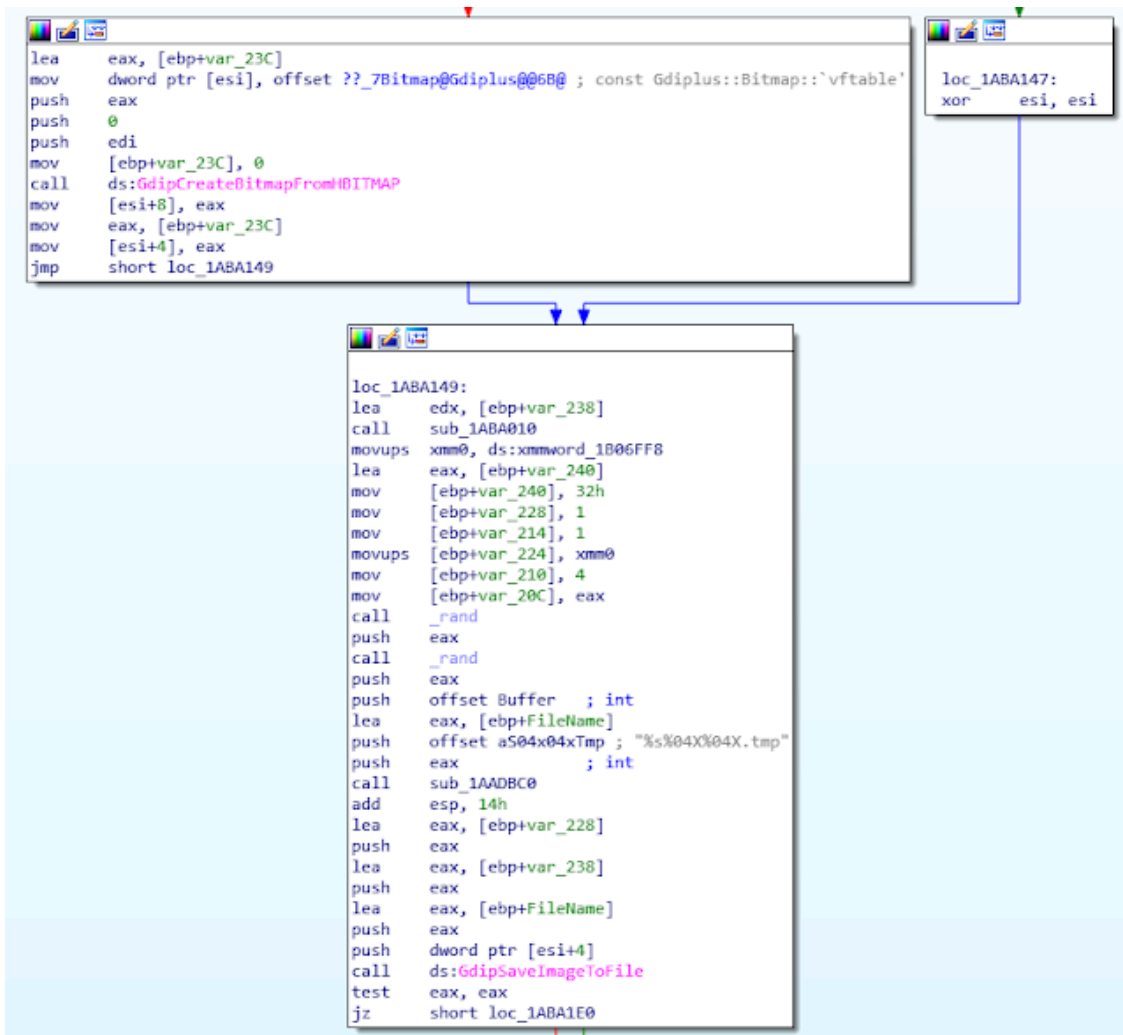 lea eax, [ebp+var_23C]
mov dword ptr [esi], offset ??_7Bitmap@Gdiplus@@6B@ ; const Gdiplus::Bitmap::`vftable'
push eax
push 0
push edi
mov [ebp+var_23C], 0
call ds:GdipCreateBitmapFromHBITMAP
mov [esi+8], eax
mov eax, [ebp+var_23C]
mov [esi+4], eax
jmp short loc_1ABA149
loc_1ABA147:
xor esi, esi
loc_1ABA149:
lea edx, [ebp+var_238]
call sub_1ABA010
movups xmm0, ds:xmmword_1B06FF8
lea eax, [ebp+var_240]
mov [ebp+var_240], 32h
mov [ebp+var_228], 1
mov [ebp+var_214], 1
movups [ebp+var_224], xmm0
mov [ebp+var_210], 4
mov [ebp+var_20C], eax
call _rand
push eax
call _rand
push eax
push offset Buffer ; int
lea eax, [ebp+FileName]
push offset aS04x04xTmp ; "%s%04X%04X.tmp"
push eax ; int
call sub_1AADBC0
add esp, 14h
lea eax, [ebp+var_228]
push eax
lea eax, [ebp+var_238]
push eax
lea eax, [ebp+FileName]
push eax
push dword ptr [esi+4]
call ds:GdipSaveImageToFile
test eax, eax
jz short loc_1ABA1E0